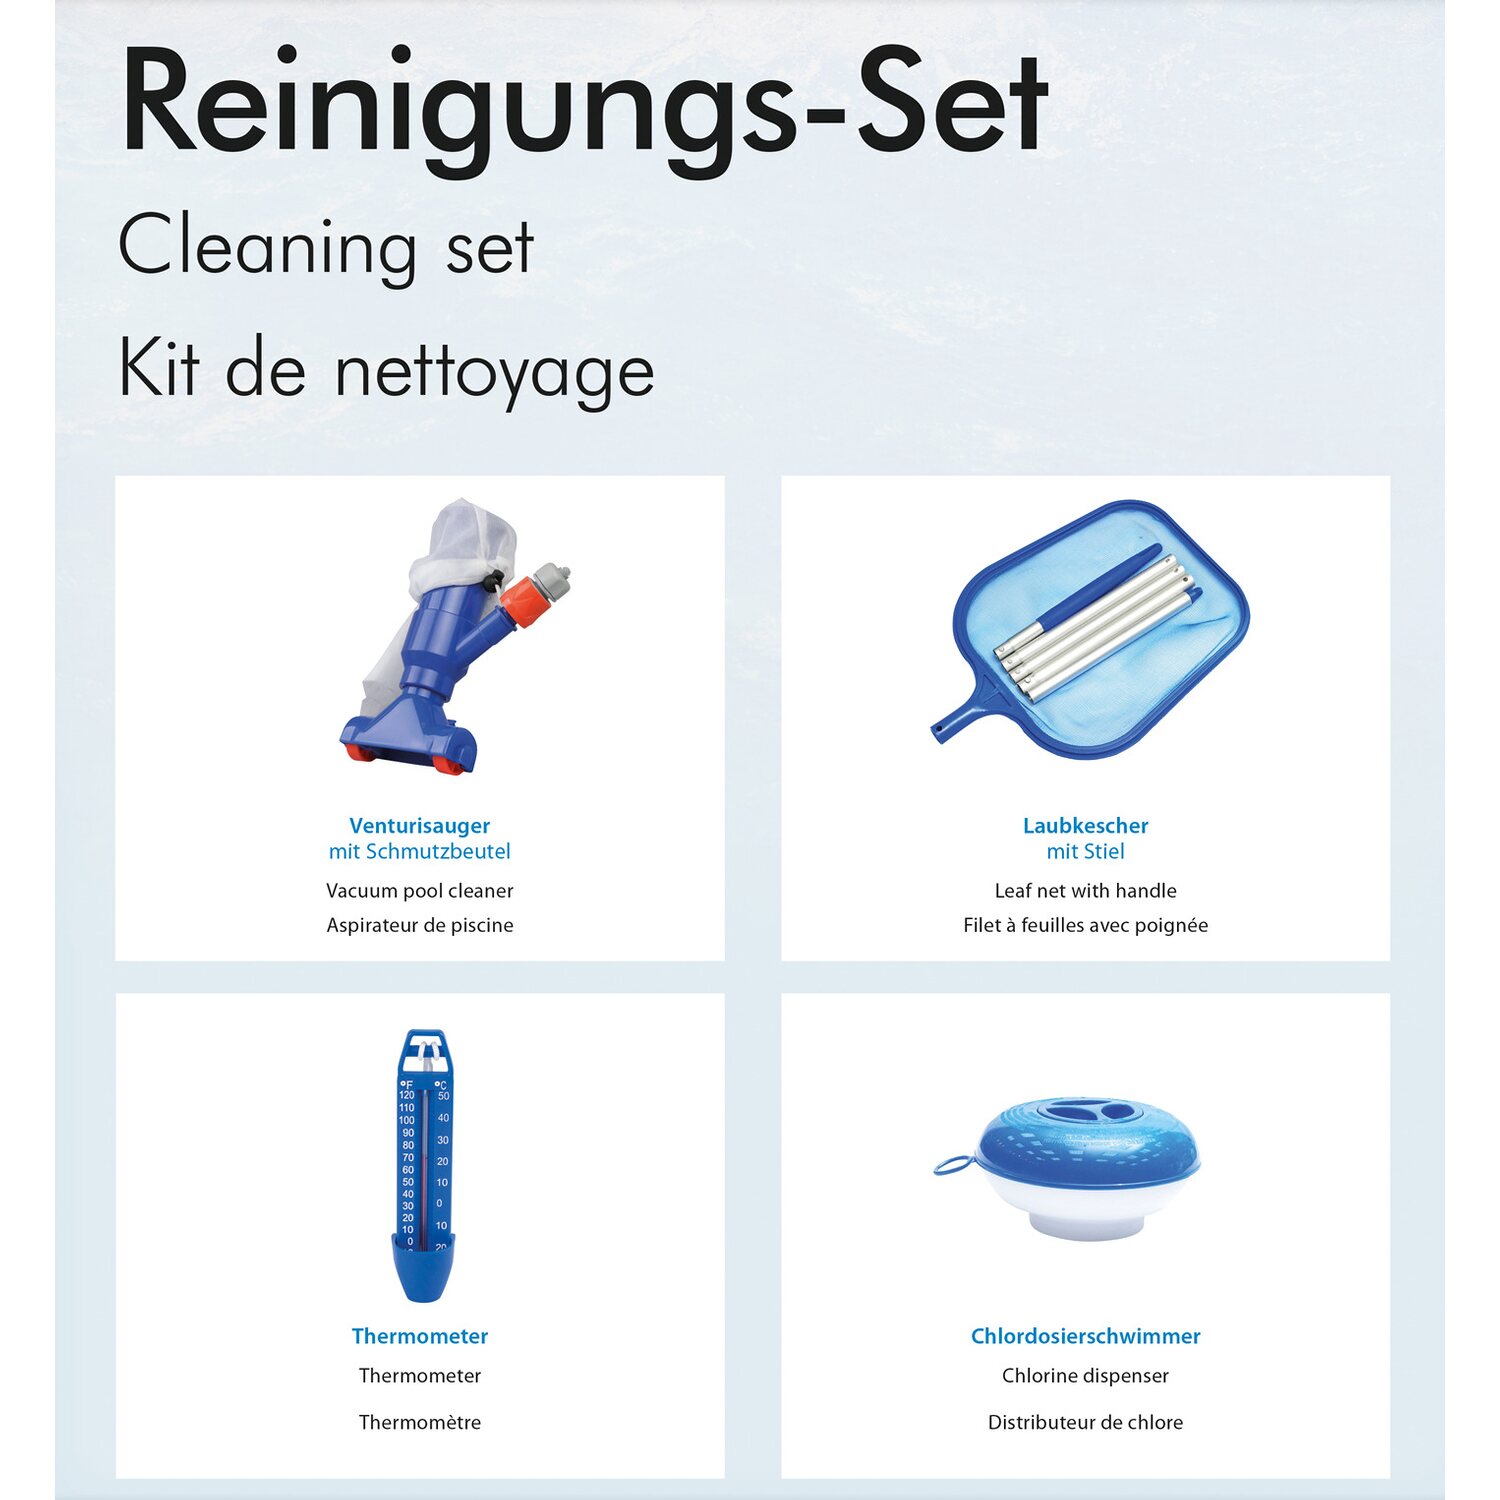 Reinigungs-Set
Cleaning set
Kit de nettoyage
Venturisauger
mit Schmutzbeutel
Vacuum pool cleaner
Aspirateur de piscine
Laubkescher
mit Stiel
Leaf net with handle
Filet à feuilles avec poignée
°F °C
120 50
110
100 40
90
80 30
70
60 20
50
40 10
30
20 0
10
0 10
20
Thermometer
Thermometer
Thermomètre
Chlordosierschwimmer
Chlorine dispenser
Distributeur de chlore